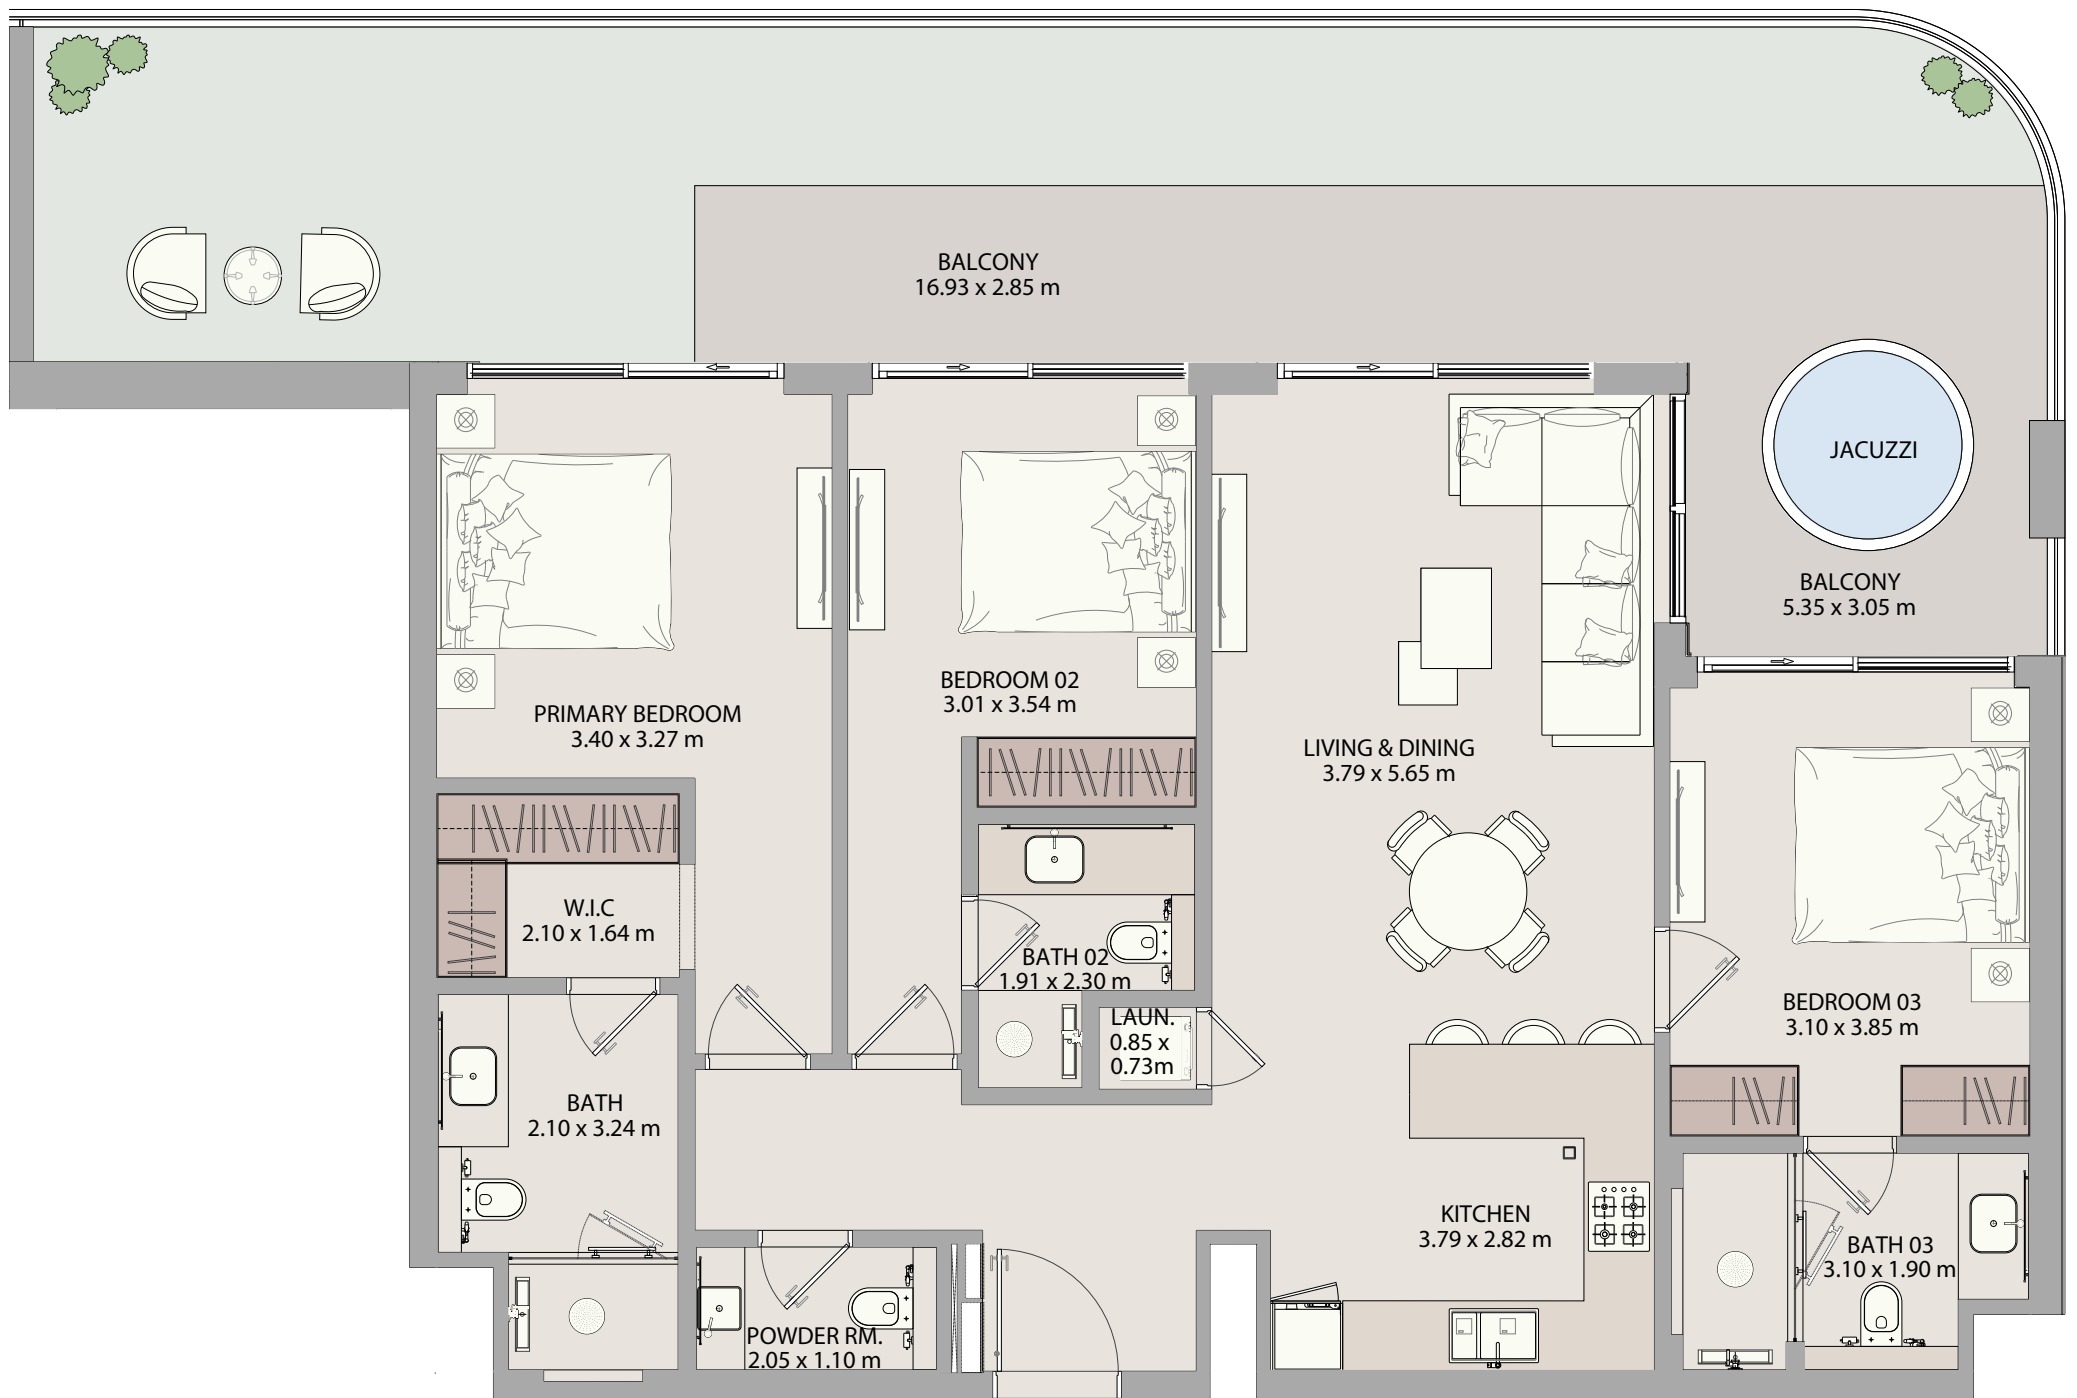 BALCONY
16.93 x 2.85 m
JACUZZI
BALCONY
5.35 x 3.05 m
PRIMARY BEDROOM
3.40 x 3.27 m
BEDROOM 02
3.01 x 3.54 m
LIVING & DINING
3.79 x 5.65 m
W.I.C
2.10 x 1.64 m
BATH 02
1.91 x 2.30 m
LAUN.
0.85 x
0.73m
BEDROOM 03
3.10 x 3.85 m
BATH
2.10 x 3.24 m
KITCHEN
3.79 x 2.82 m
BATH 03
3.10 x 1.90 m
POWDER RM.
2.05 x 1.10 m